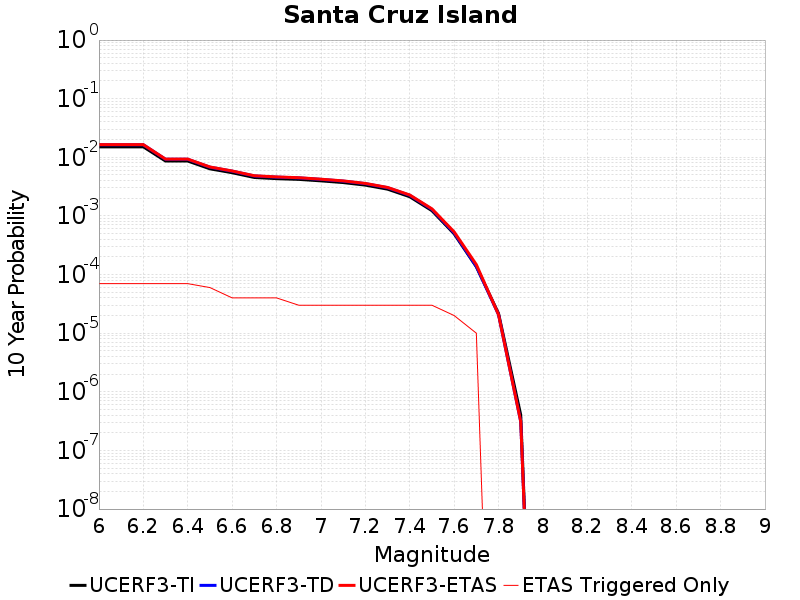 Santa Cruz Island
10 Year Probability
10^0
10^-1
10^-2
10^-3
10^-4
10^-5
10^-6
10^-7
10^-8
6 6.2 6.4 6.6 6.8 7 7.2 7.4 7.6 7.8 8 8.2 8.4 8.6 8.8 9
Magnitude
UCERF3-TI UCERF3-TD UCERF3-ETAS ETAS Triggered Only